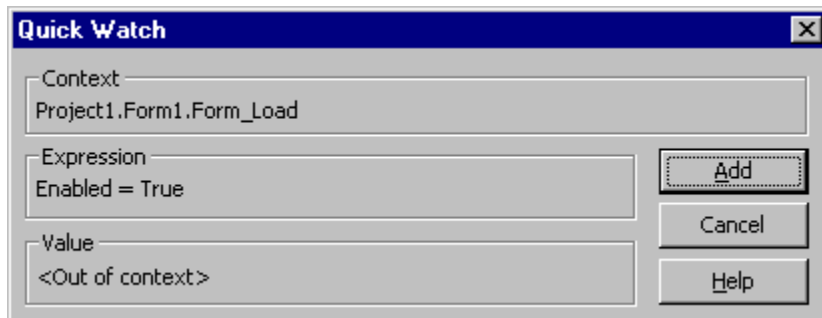 Quick Watch
Context
Project1.Form1.Form_Load
Expression
Enabled = True
Add
Cancel
Value
<Out of context>
Help